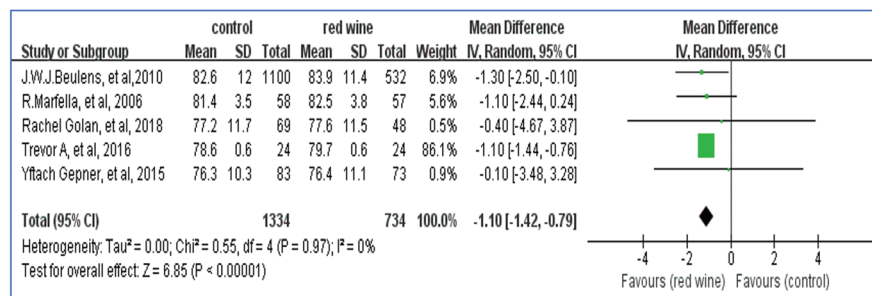 control red wine Mean Difference Mean Difference
Study or Subgroup Mean SD Total Mean SD Total Weight IV, Random, 95% CI IV, Random, 95% CI
J.W.J.Beulens, et al,2010 82.6 12 1100 83.9 11.4 532 6.9% -1.30 [-2.50, -0.10]
R.Marfella, et al, 2006 81.4 3.5 58 82.5 3.8 57 5.6% -1.10 [-2.44, 0.24]
Rachel Golan, et al, 2018 77.2 11.7 69 77.6 11.5 48 0.5% -0.40 [-4.67, 3.87]
Trevor A, et al, 2016 78.6 0.6 24 79.7 0.6 24 86.1% -1.10 [-1.44, -0.76]
Yftach Gepner, et al, 2015 76.3 10.3 83 76.4 11.1 73 0.9% -0.10 [-3.48, 3.28]
Total (95% CI) 1334 734 100.0% -1.10 [-1.42, -0.79]
Heterogeneity: Tau² = 0.00; Chi² = 0.55, df = 4 (P = 0.97); I² = 0%
Test for overall effect: Z = 6.85 (P < 0.00001)
-4 -2 0 2 4
Favours (red wine) Favours (control)